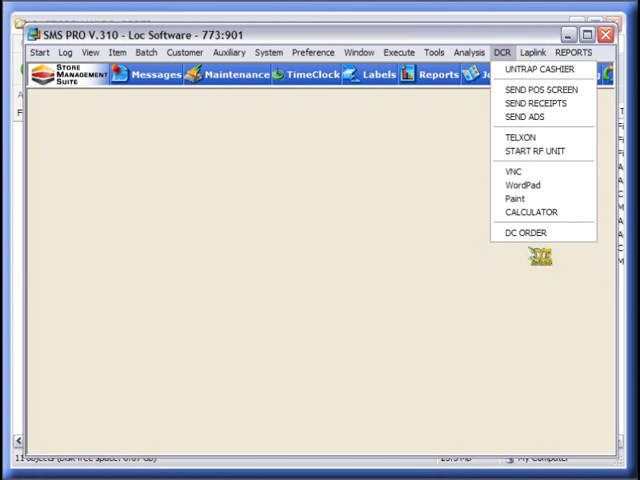 SMS PRO V.310 - Loc Software - 773:901
Start Log View Item Batch Customer Auxiliary System Preference Window Execute Tools Analysis DCR Laplink REPORTS
STORE MANAGEMENT SUITE Messages Maintenance TimeClock Labels Reports
UNTRAP CASHIER
SEND POS SCREEN
SEND RECEIPTS
SEND ADS
TELXON
START RF UNIT
VNC
WordPad
Paint
CALCULATOR
DC ORDER
My Computer